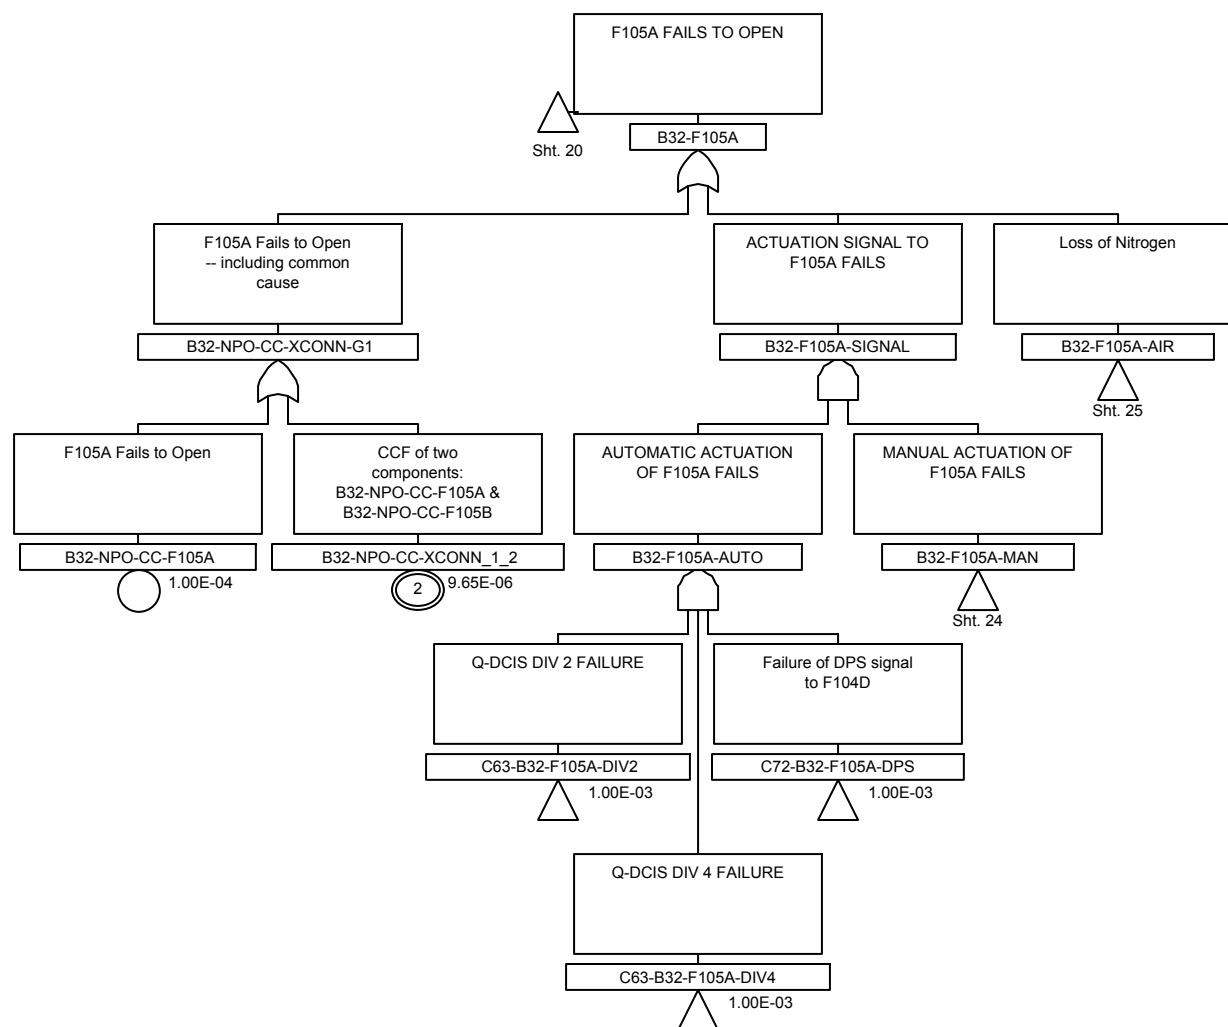 F105A FAILS TO OPEN
Sht. 20
B32-F105A
F105A Fails to Open
-- including common
cause
B32-NPO-CC-XCONN-G1
ACTUATION SIGNAL TO
F105A FAILS
B32-F105A-SIGNAL
Loss of Nitrogen
B32-F105A-AIR
Sht. 25
F105A Fails to Open
B32-NPO-CC-F105A
1.00E-04
CCF of two
components:
B32-NPO-CC-F105A &
B32-NPO-CC-F105B
B32-NPO-CC-XCONN_1_2
2
9.65E-06
AUTOMATIC ACTUATION
OF F105A FAILS
B32-F105A-AUTO
MANUAL ACTUATION OF
F105A FAILS
B32-F105A-MAN
Sht. 24
Q-DCIS DIV 2 FAILURE
C63-B32-F105A-DIV2
1.00E-03
Failure of DPS signal
to F104D
C72-B32-F105A-DPS
1.00E-03
Q-DCIS DIV 4 FAILURE
C63-B32-F105A-DIV4
1.00E-03